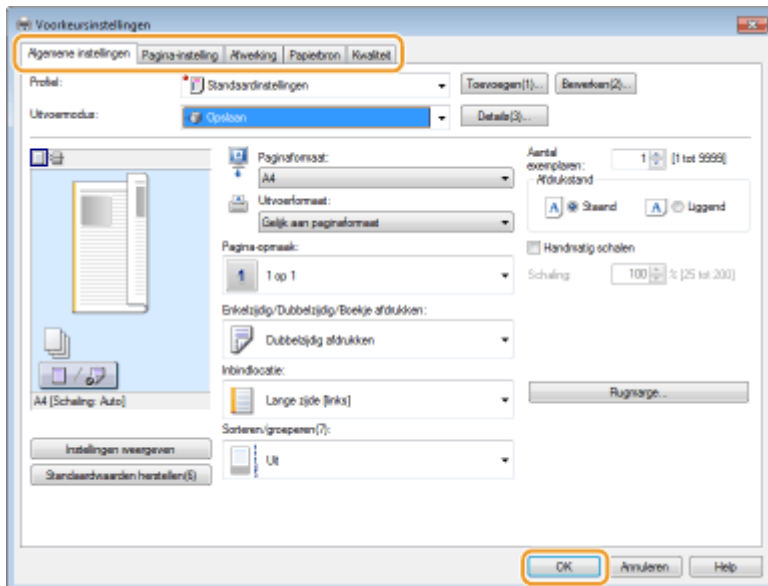 Voorkeursinstellingen
Algemene instellingen Pagina-instelling Afwerking Papierbron Kwaliteit
Profiel: Standaardinstellingen Toevoegen(1)... Bewerken(2)...
Uitvoermodus: Opslaan Details(3)...
Paginaformaat:
A4
Uitvoerformaat:
Gelijk aan paginaformaat
Pagina-opmaak:
1 1 op 1
Enkelzijdig/Dubbelzijdig/Boekje afdrukken:
Dubbelzijdig afdrukken
Inbindlocatie:
Lange zijde [links]
Sorteren/groeperen(7):
Uit
Aantal
exemplaren: 1 [1 tot 9999]
Afdrukstand
A Staand A Liggend
Handmatig schalen
Schaling: 100 % [25 tot 200]
Rugmarge...
A4 [Schaling: Auto]
Instellingen weergeven
Standaardwaarden herstellen(6)
OK Annuleren Help